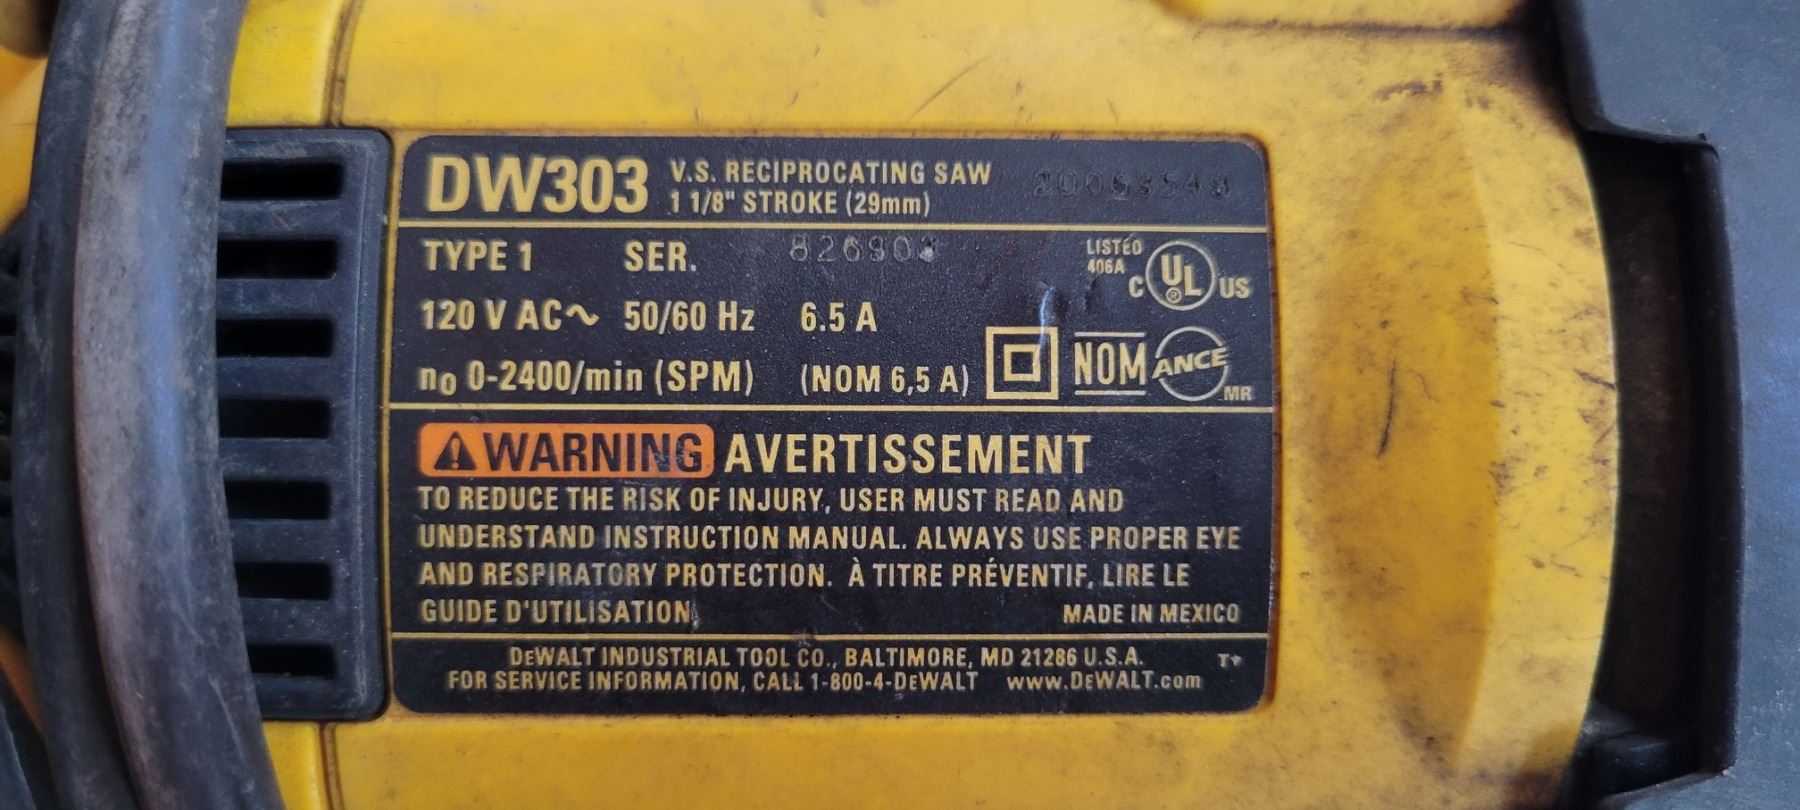 DW303 V.S. RECIPROCATING SAW
1 1/8" STROKE (29mm)
TYPE 1 SER. 826903
LISTED
406A
C UL® US
120 V AC~ 50/60 Hz 6.5 A
n₀ 0-2400/min (SPM) (NOM 6,5 A) NOM ANCE MR
⚠WARNING AVERTISSEMENT
TO REDUCE THE RISK OF INJURY, USER MUST READ AND
UNDERSTAND INSTRUCTION MANUAL. ALWAYS USE PROPER EYE
AND RESPIRATORY PROTECTION. À TITRE PRÉVENTIF, LIRE LE
GUIDE D'UTILISATION. MADE IN MEXICO
DEWALT INDUSTRIAL TOOL CO., BALTIMORE, MD 21286 U.S.A.
FOR SERVICE INFORMATION, CALL 1-800-4-DEWALT www.DEWALT.com